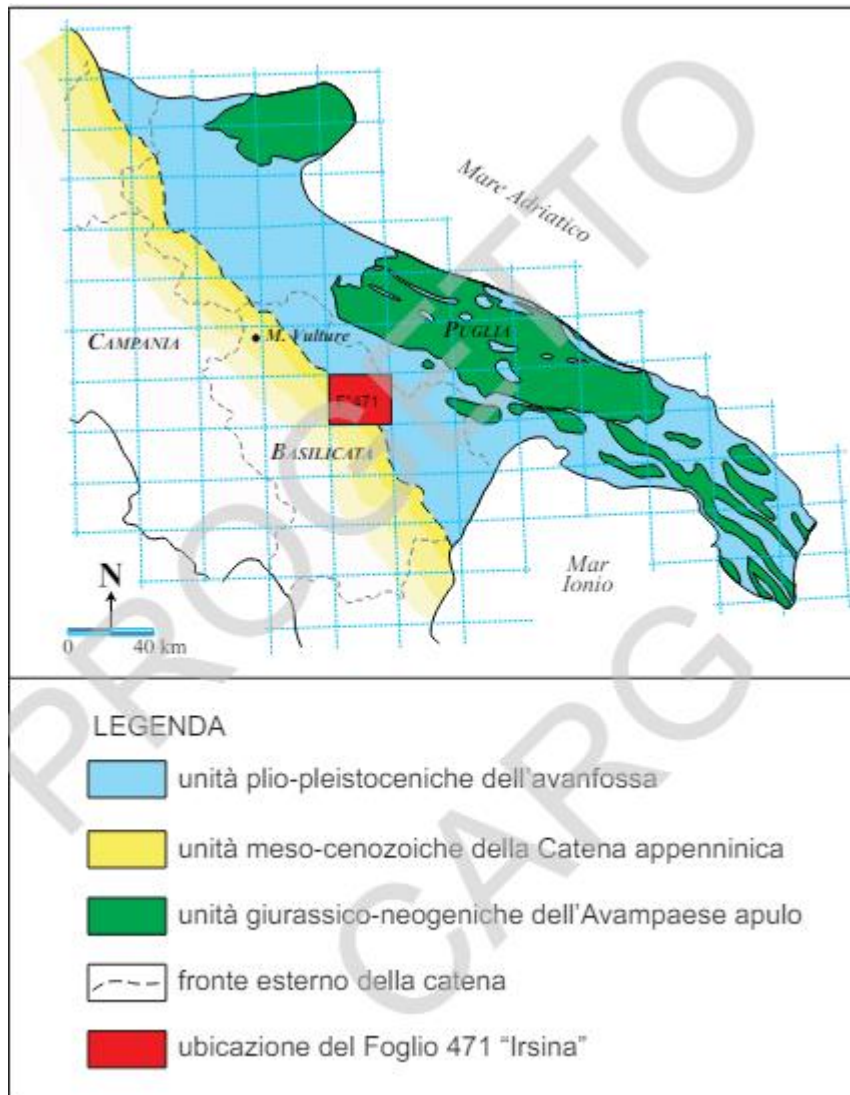 Mare Adriatico
PUGLIA
CAMPANIA
M. Vulture
F°471
BASILICATA
Mar
Ionio
N
0 40 km
LEGENDA
unità plio-pleistoceniche dell'avanfossa
unità meso-cenozoiche della Catena appenninica
unità giurassico-neogeniche dell'Avampaese apulo
fronte esterno della catena
ubicazione del Foglio 471 “Irsina”
PROGETTO
CARG